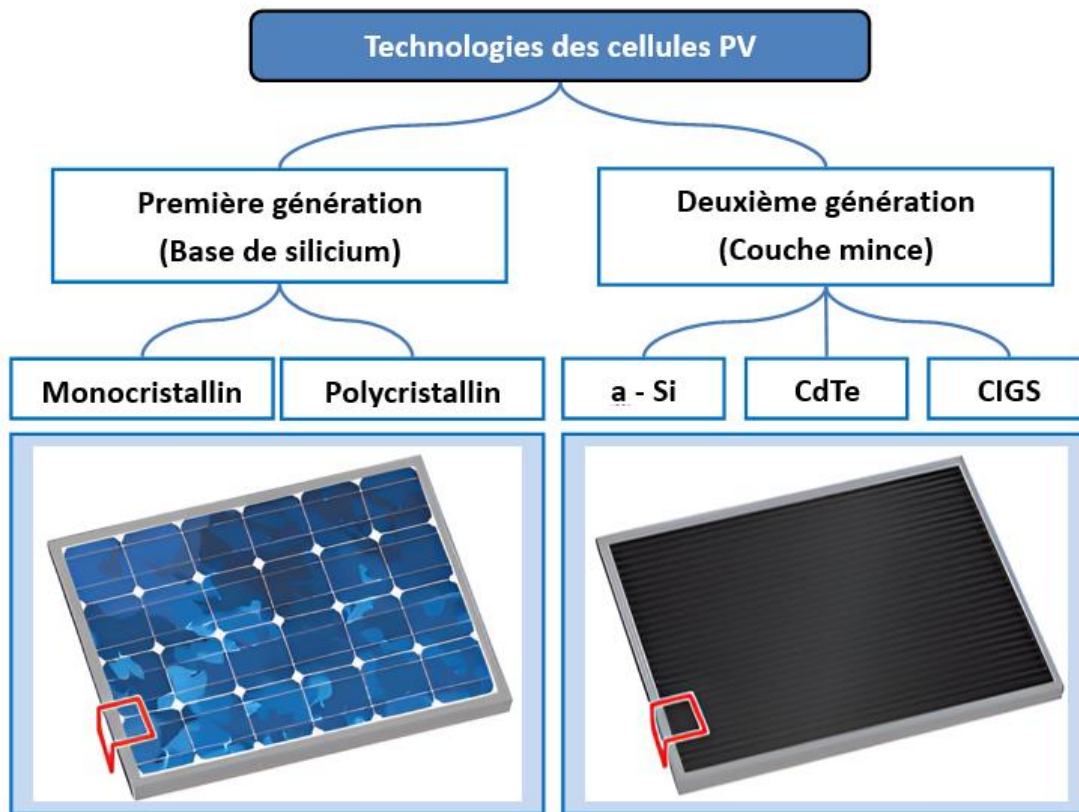 Technologies des cellules PV
Première génération
(Base de silicium)
Deuxième génération
(Couche mince)
Monocristallin
Polycristallin
a - Si
CdTe
CIGS